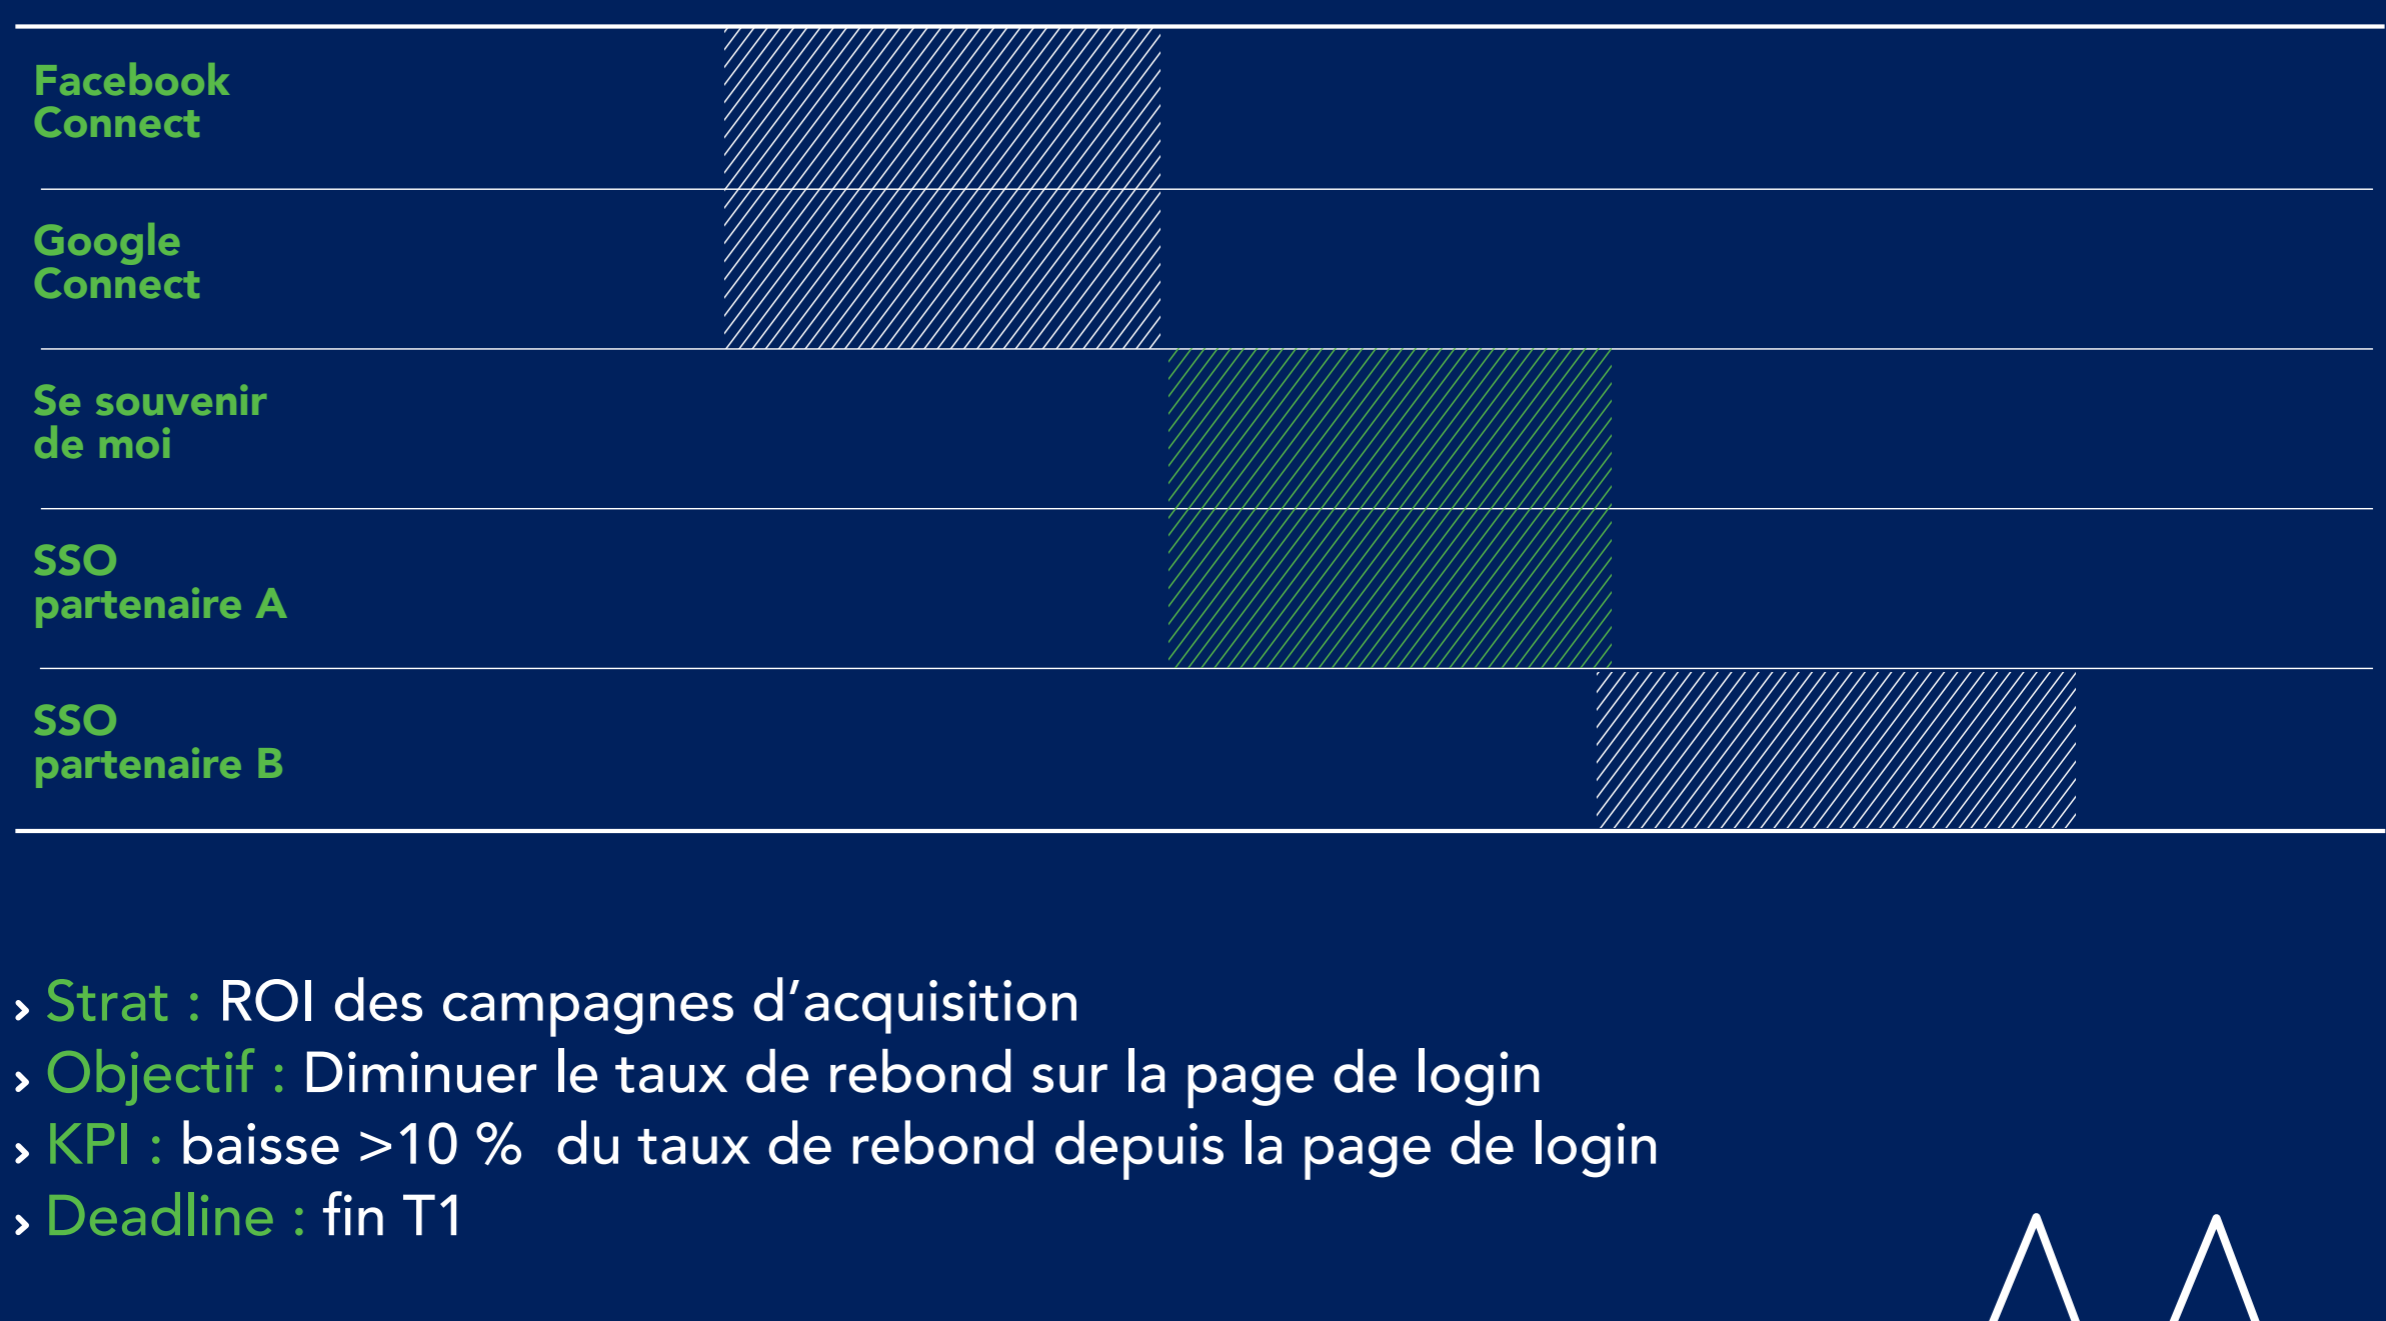 Facebook
Connect
Google
Connect
Se souvenir
de moi
SSO
partenaire A
SSO
partenaire B
› Strat : ROI des campagnes d’acquisition
› Objectif : Diminuer le taux de rebond sur la page de login
› KPI : baisse >10 %  du taux de rebond depuis la page de login
› Deadline : fin T1